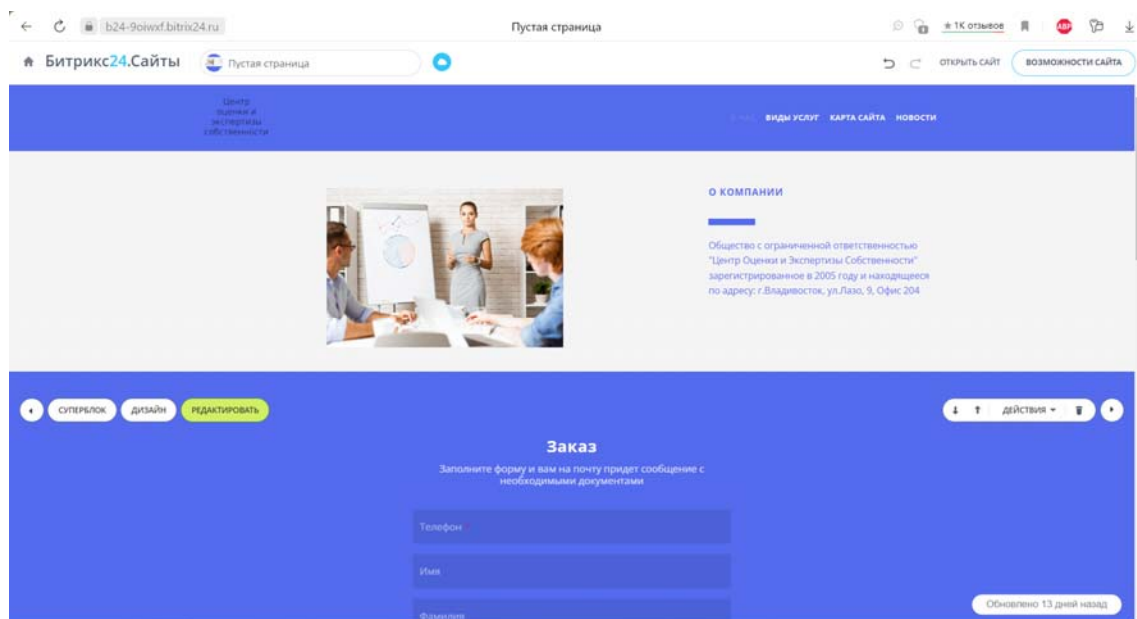 b24-9oiwxf.bitrix24.ru
Пустая страница
★ 1К отзывов
ABP
Битрикс24.Сайты
Пустая страница
ОТКРЫТЬ САЙТ
ВОЗМОЖНОСТИ САЙТА
Центр
оценки и
экспертизы
собственности
О НАС
ВИДЫ УСЛУГ
КАРТА САЙТА
НОВОСТИ
О КОМПАНИИ
Общество с ограниченной ответственностью
"Центр Оценки и Экспертизы Собственности"
зарегистрированное в 2005 году и находящееся
по адресу: г.Владивосток, ул.Лазо, 9, Офис 204
СУПЕРБЛОК
ДИЗАЙН
РЕДАКТИРОВАТЬ
ДЕЙСТВИЯ
Заказ
Заполните форму и вам на почту придет сообщение с
необходимыми документами
Телефон *
Имя
Фамилия
Обновлено 13 дней назад